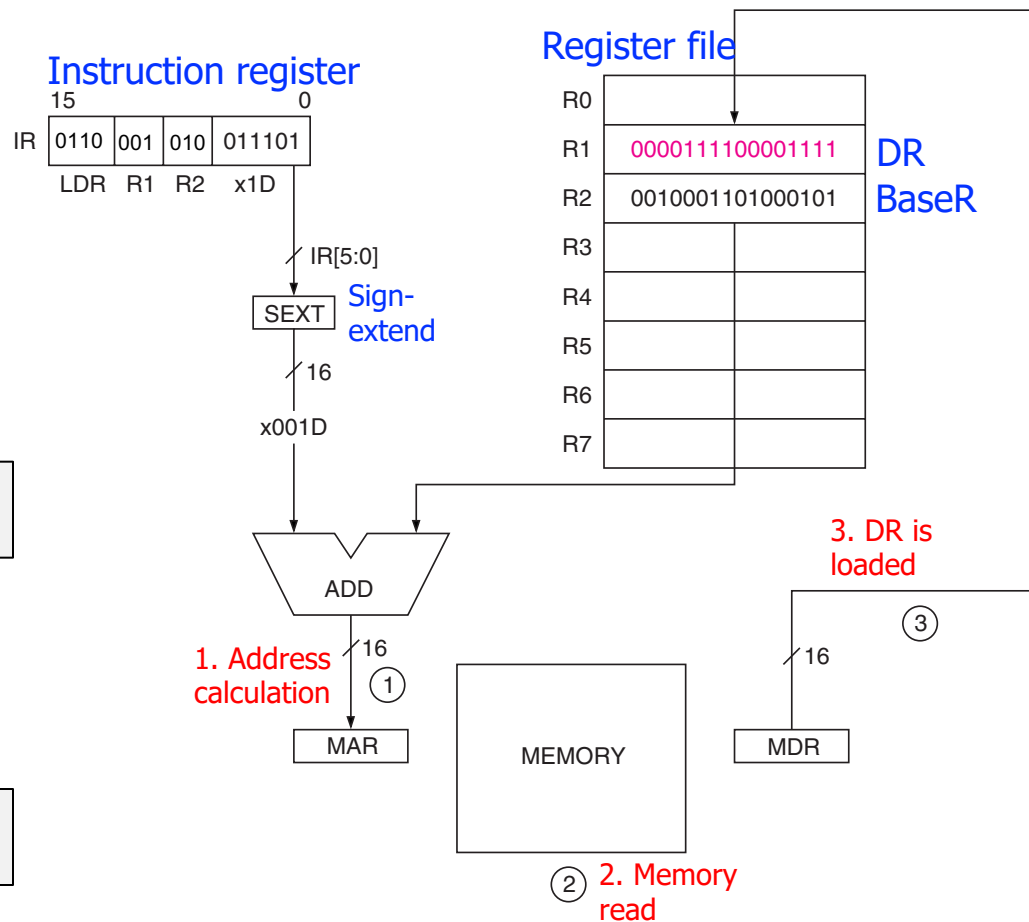 Instruction register
15 0
IR 0110 001 010 011101
LDR R1 R2 x1D
IR[5:0]
SEXT
Sign-
extend
16
x001D
Register file
R0
R1 0000111100001111 DR
R2 0010001101000101 BaseR
R3
R4
R5
R6
R7
ADD
16
1. Address
calculation
1
MAR
MEMORY
2
2. Memory
read
3. DR is
loaded
3
16
MDR